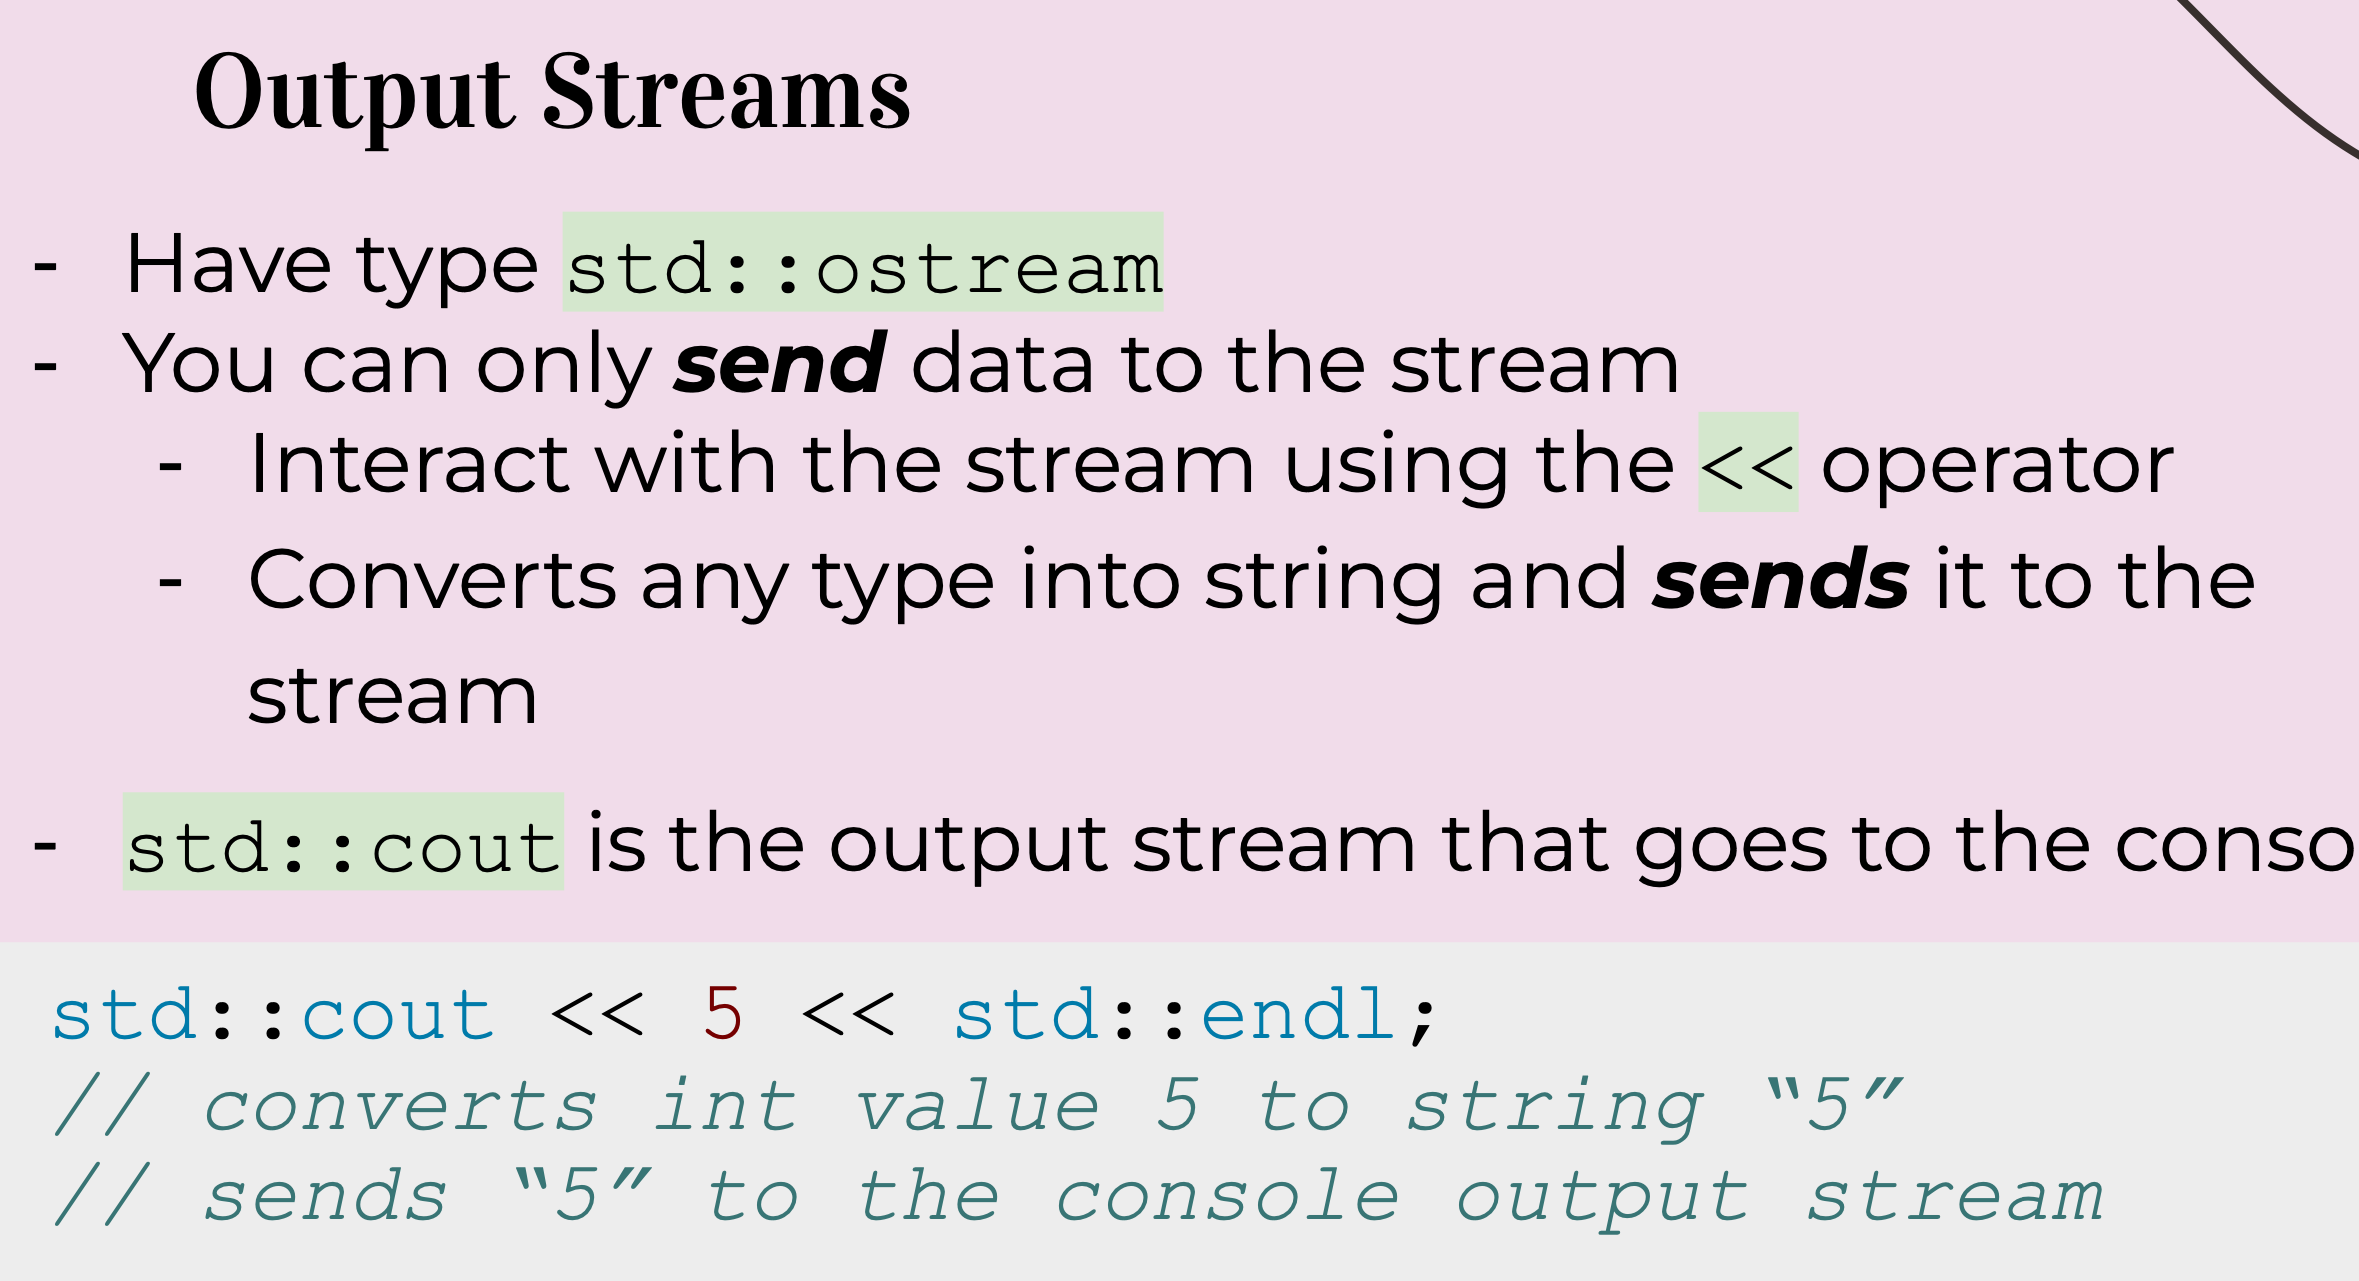 Output Streams
- Have type std::ostream
- You can only send data to the stream
- Interact with the stream using the << operator
- Converts any type into string and sends it to the
stream
- std::cout is the output stream that goes to the conso
std::cout << 5 << std::endl;
// converts int value 5 to string “5”
// sends “5” to the console output stream